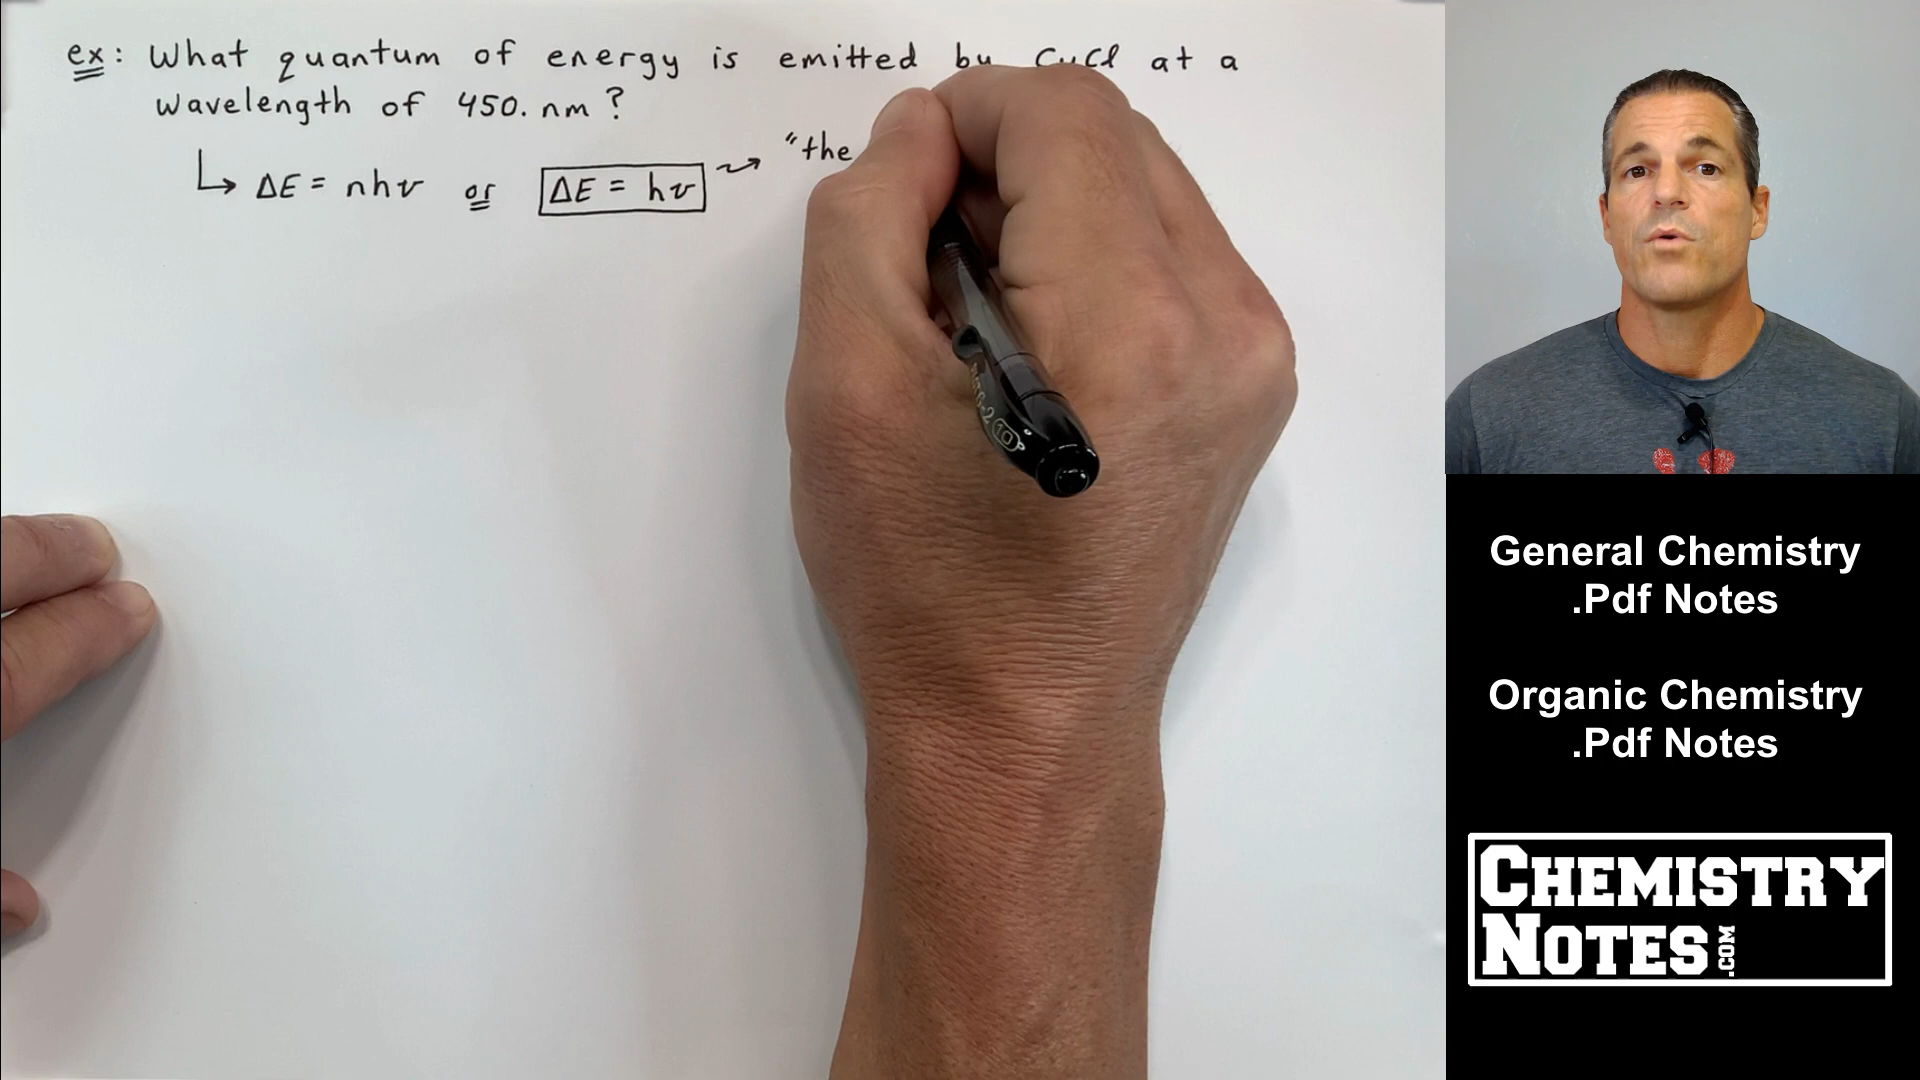 ex: What quantum of energy is emitted by CuCl at a
wavelength of 450. nm?
↳ ΔE = nhν or ΔE = hν ⇝ "the
General Chemistry
.Pdf Notes
Organic Chemistry
.Pdf Notes
CHEMISTRY
NOTES.COM